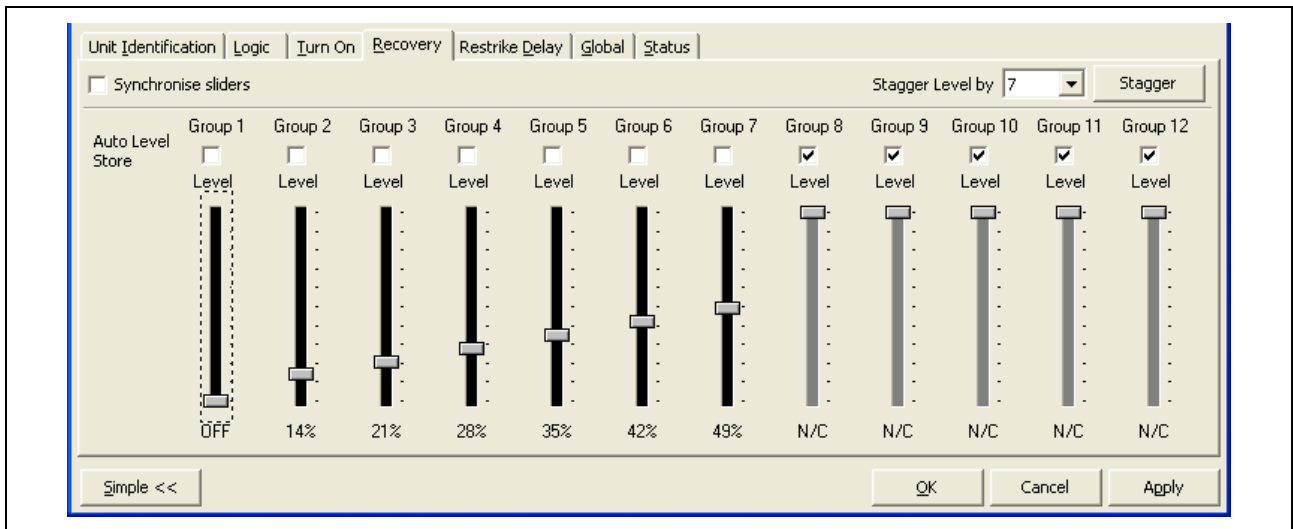 Unit Identification Logic Turn On Recovery Restrike Delay Global Status
Synchronise sliders Stagger Level by 7 Stagger
Group 1 Group 2 Group 3 Group 4 Group 5 Group 6 Group 7 Group 8 Group 9 Group 10 Group 11 Group 12
Auto Level
Store
Level Level Level Level Level Level Level Level Level Level Level Level
OFF 14% 21% 28% 35% 42% 49% N/C N/C N/C N/C N/C
Simple << OK Cancel Apply